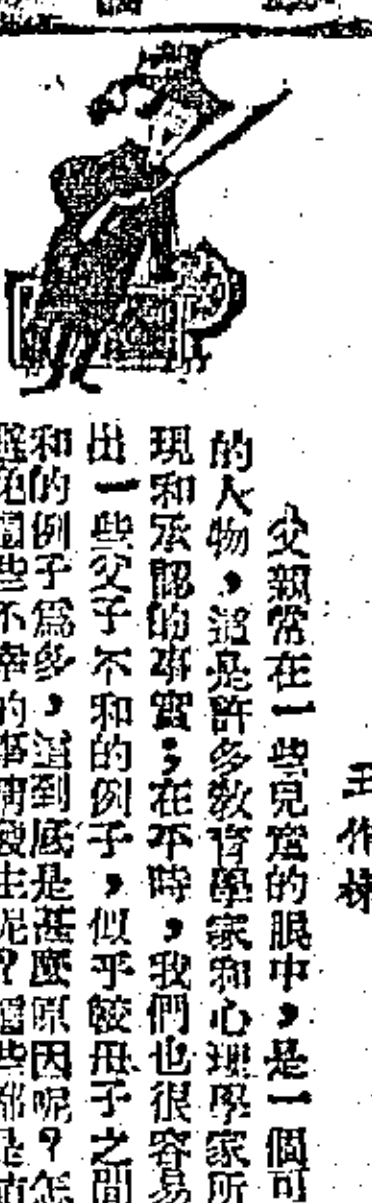 王作
父親常在一些兒童的眼中，是一個可
的人物，這是許多教育學家和心理學家所
現和承認的事實；在平時，我們也很容易
出一些父子不和的例子，似乎較母子之間
和的例子為多，這到底是甚麼原因呢？怎
避免這些不幸的事情發生呢？這些都是